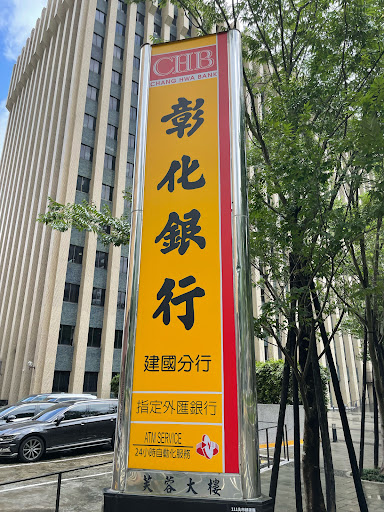 CHB
CHANG HWA BANK
彰化銀行
建國分行
指定外匯銀行
ATM SERVICE
24小時自動化服務
芙蓉大樓